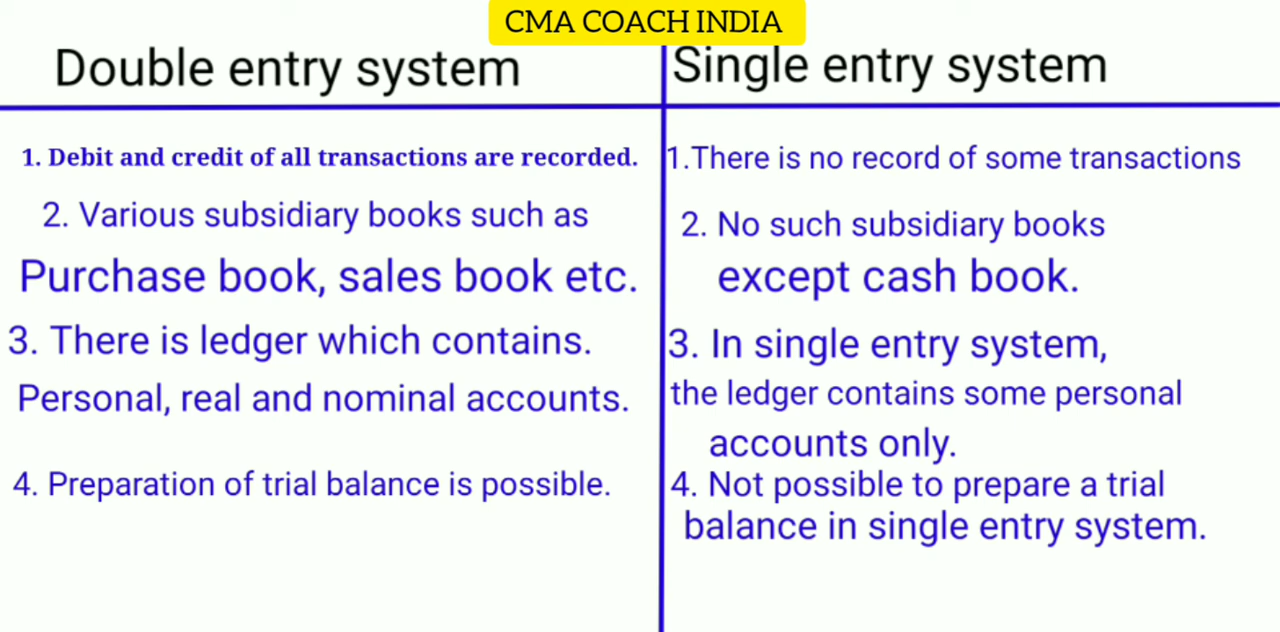 CMA COACH INDIA
Double entry system
1. Debit and credit of all transactions are recorded.
2. Various subsidiary books such as
Purchase book, sales book etc.
3. There is ledger which contains.
Personal, real and nominal accounts.
4. Preparation of trial balance is possible.
Single entry system
1.There is no record of some transactions
2. No such subsidiary books
except cash book.
3. In single entry system,
the ledger contains some personal
accounts only.
4. Not possible to prepare a trial
balance in single entry system.